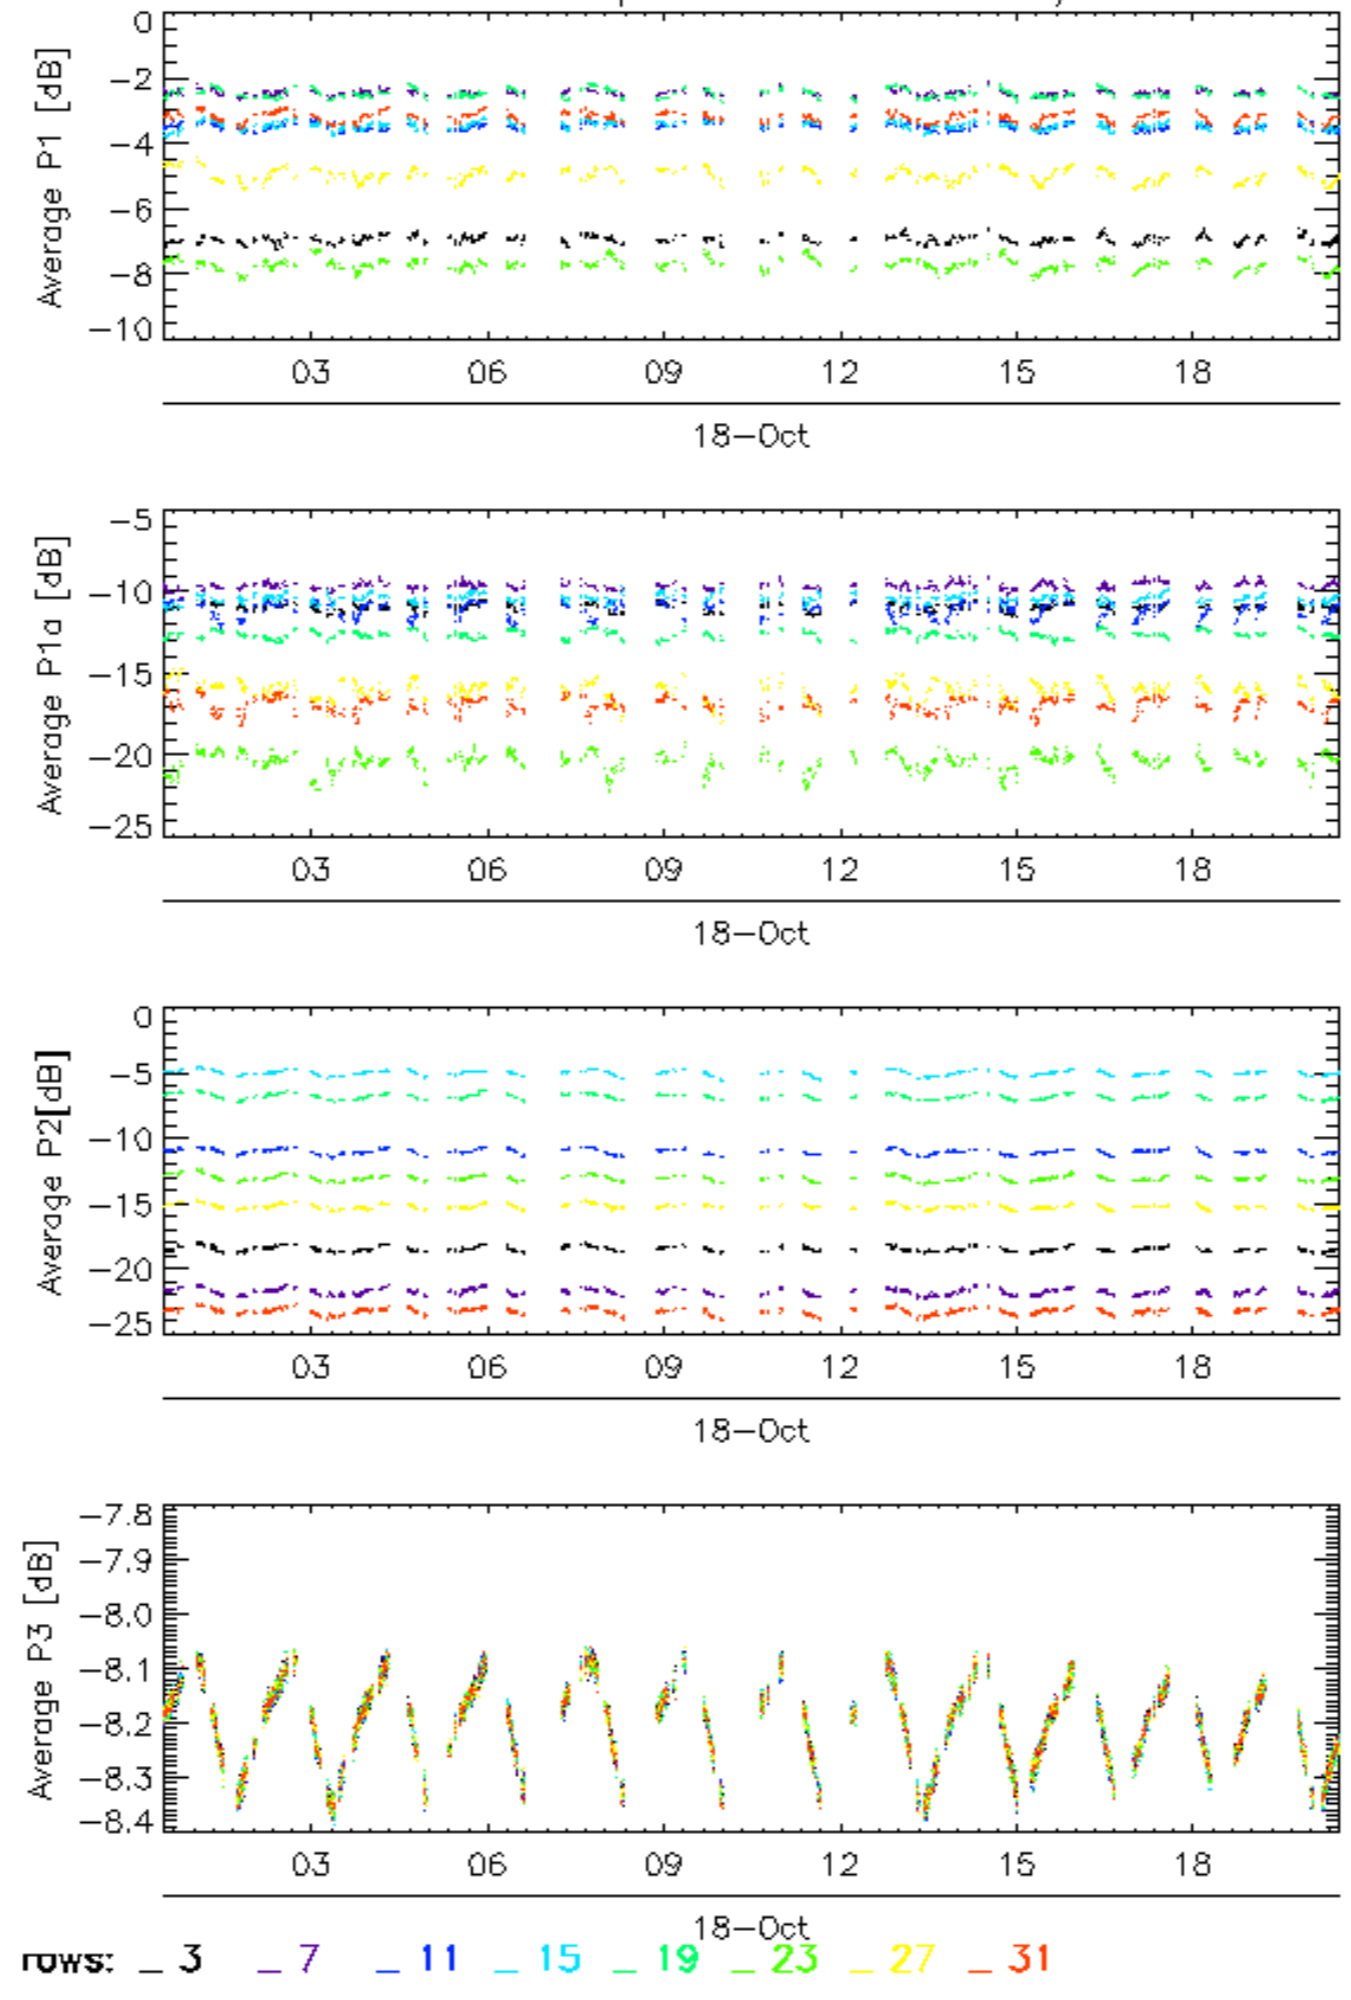 0
−2
−4
−6
−8
−10
Average P1 [dB]
03 06 09 12 15 18
18−Oct
−5
−10
−15
−20
−25
Average P1a [dB]
03 06 09 12 15 18
18−Oct
0
−5
−10
−15
−20
−25
Average P2[dB]
03 06 09 12 15 18
18−Oct
−7.8
−7.9
−8.0
−8.1
−8.2
−8.3
−8.4
Average P3 [dB]
03 06 09 12 15 18
18−Oct
rows: _ 3 _ 7 _ 11 _ 15 _ 19 _ 23 _ 27 _ 31